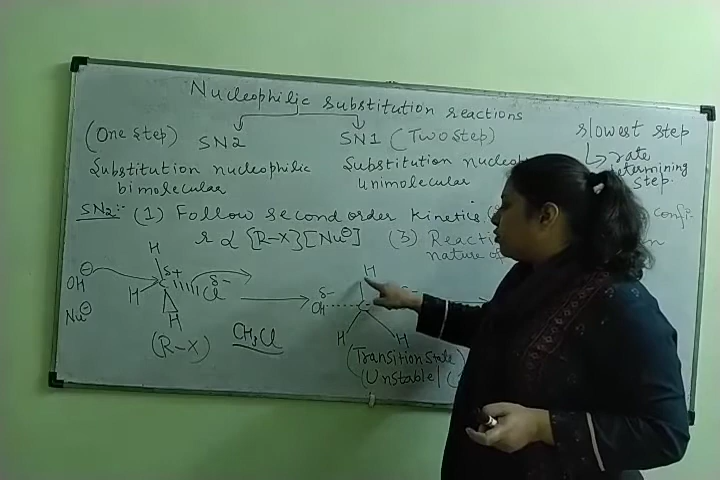 Nucleophilic substitution reactions
(One step) SN2
SN1 (Two step)
slowest step
Substitution nucleophilic
bimolecular
Substitution
unimolecular
rate
determining
step.
SN2:- (1) Follow second order Kinetics
r α {R-X}[Nu⊖] (3)
nature of
H
OH⊖
δ+
C
δ-
Cl
H
H
Nu⊖
(R-X)
CH3Cl
H
δ-
OH
C
δ-
H
H
(Transition state
(Unstable/